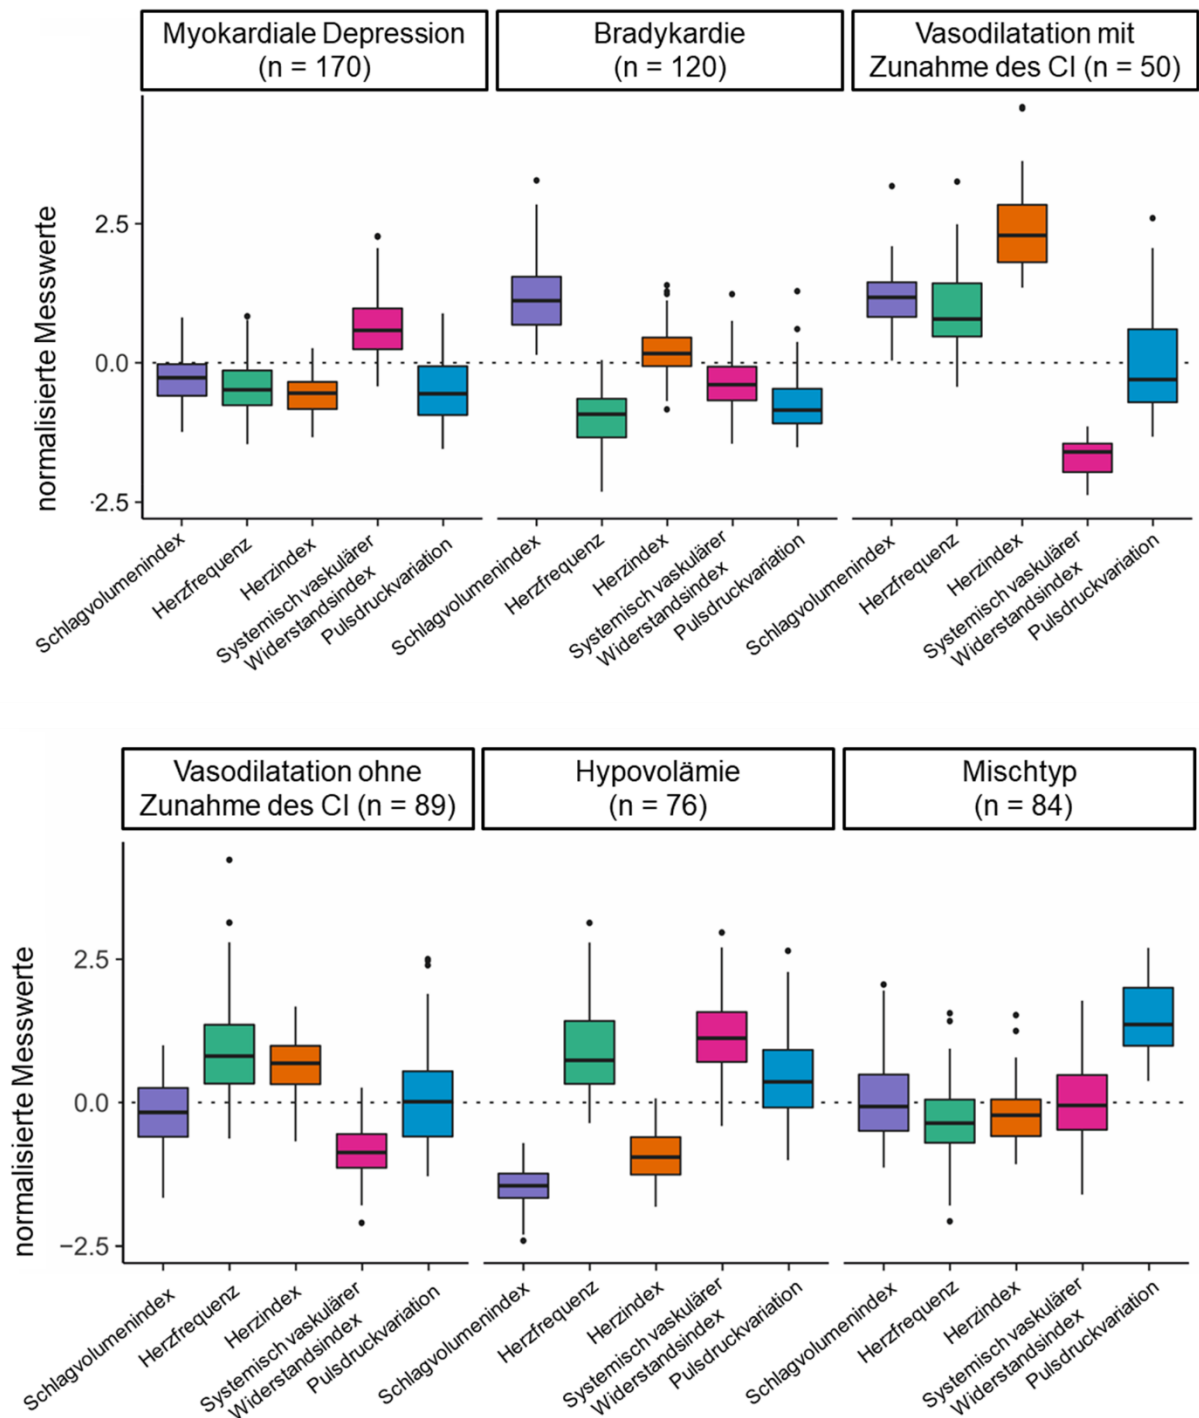 Myokardiale Depression
(n = 170)
Bradykardie
(n = 120)
Vasodilatation mit
Zunahme des CI (n = 50)
normalisierte Messwerte
2.5
0.0
-2.5
Schlagvolumenindex
Herzfrequenz
Herzindex
Systemisch vaskulärer
Widerstandsindex
Pulsdruckvariation
Schlagvolumenindex
Herzfrequenz
Herzindex
Systemisch vaskulärer
Widerstandsindex
Pulsdruckvariation
Schlagvolumenindex
Herzfrequenz
Herzindex
Systemisch vaskulärer
Widerstandsindex
Pulsdruckvariation
Vasodilatation ohne
Zunahme des CI (n = 89)
Hypovolämie
(n = 76)
Mischtyp
(n = 84)
normalisierte Messwerte
2.5
0.0
−2.5
Schlagvolumenindex
Herzfrequenz
Herzindex
Systemisch vaskulärer
Widerstandsindex
Pulsdruckvariation
Schlagvolumenindex
Herzfrequenz
Herzindex
Systemisch vaskulärer
Widerstandsindex
Pulsdruckvariation
Schlagvolumenindex
Herzfrequenz
Herzindex
Systemisch vaskulärer
Widerstandsindex
Pulsdruckvariation